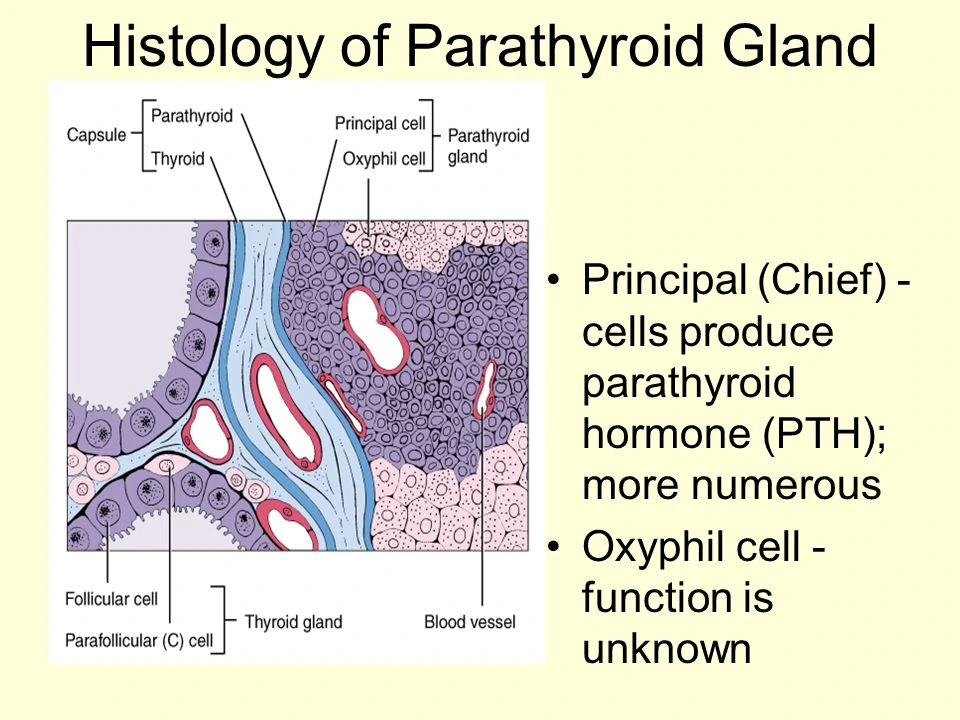 Histology of Parathyroid Gland
Capsule
Parathyroid
Thyroid
Principal cell
Oxyphil cell
Parathyroid
gland
• Principal (Chief) -
cells produce
parathyroid
hormone (PTH);
more numerous
• Oxyphil cell -
function is
unknown
Follicular cell
Parafollicular (C) cell
Thyroid gland
Blood vessel